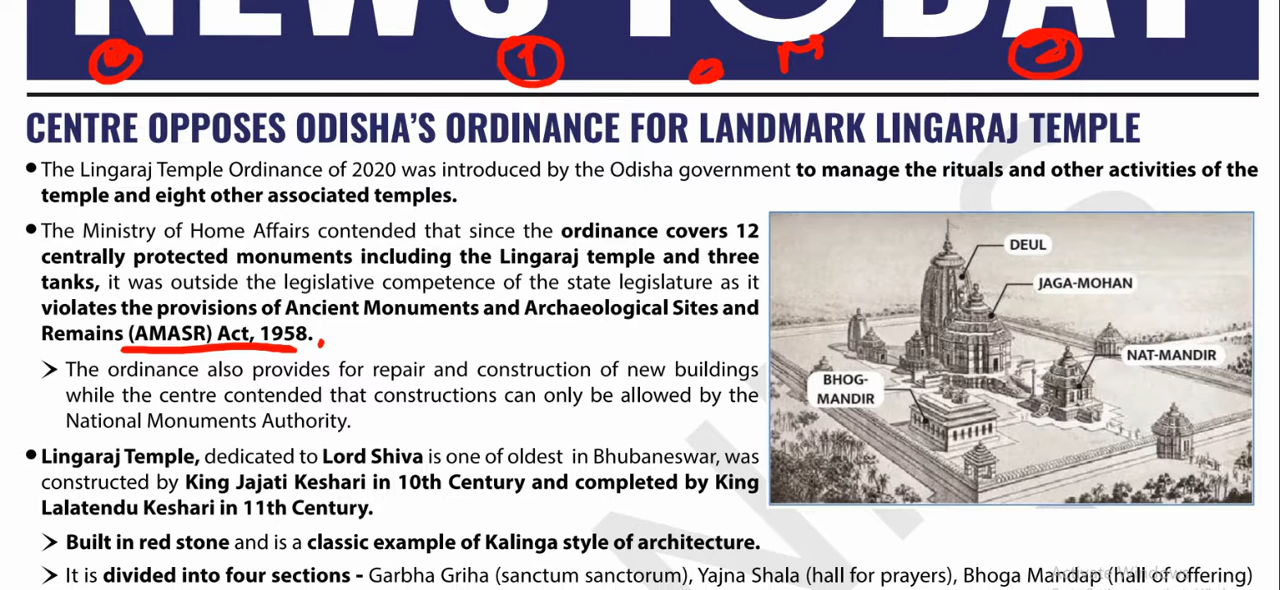 NEWS TODAY
CENTRE OPPOSES ODISHA'S ORDINANCE FOR LANDMARK LINGARAJ TEMPLE
• The Lingaraj Temple Ordinance of 2020 was introduced by the Odisha government to manage the rituals and other activities of the
temple and eight other associated temples.
• The Ministry of Home Affairs contended that since the ordinance covers 12
centrally protected monuments including the Lingaraj temple and three
tanks, it was outside the legislative competence of the state legislature as it
violates the provisions of Ancient Monuments and Archaeological Sites and
Remains (AMASR) Act, 1958.
➤ The ordinance also provides for repair and construction of new buildings
while the centre contended that constructions can only be allowed by the
National Monuments Authority.
• Lingaraj Temple, dedicated to Lord Shiva is one of oldest in Bhubaneswar, was
constructed by King Jajati Keshari in 10th Century and completed by King
Lalatendu Keshari in 11th Century.
➤ Built in red stone and is a classic example of Kalinga style of architecture.
➤ It is divided into four sections - Garbha Griha (sanctum sanctorum), Yajna Shala (hall for prayers), Bhoga Mandap (hall of offering)
DEUL
JAGA-MOHAN
NAT-MANDIR
BHOG-
MANDIR